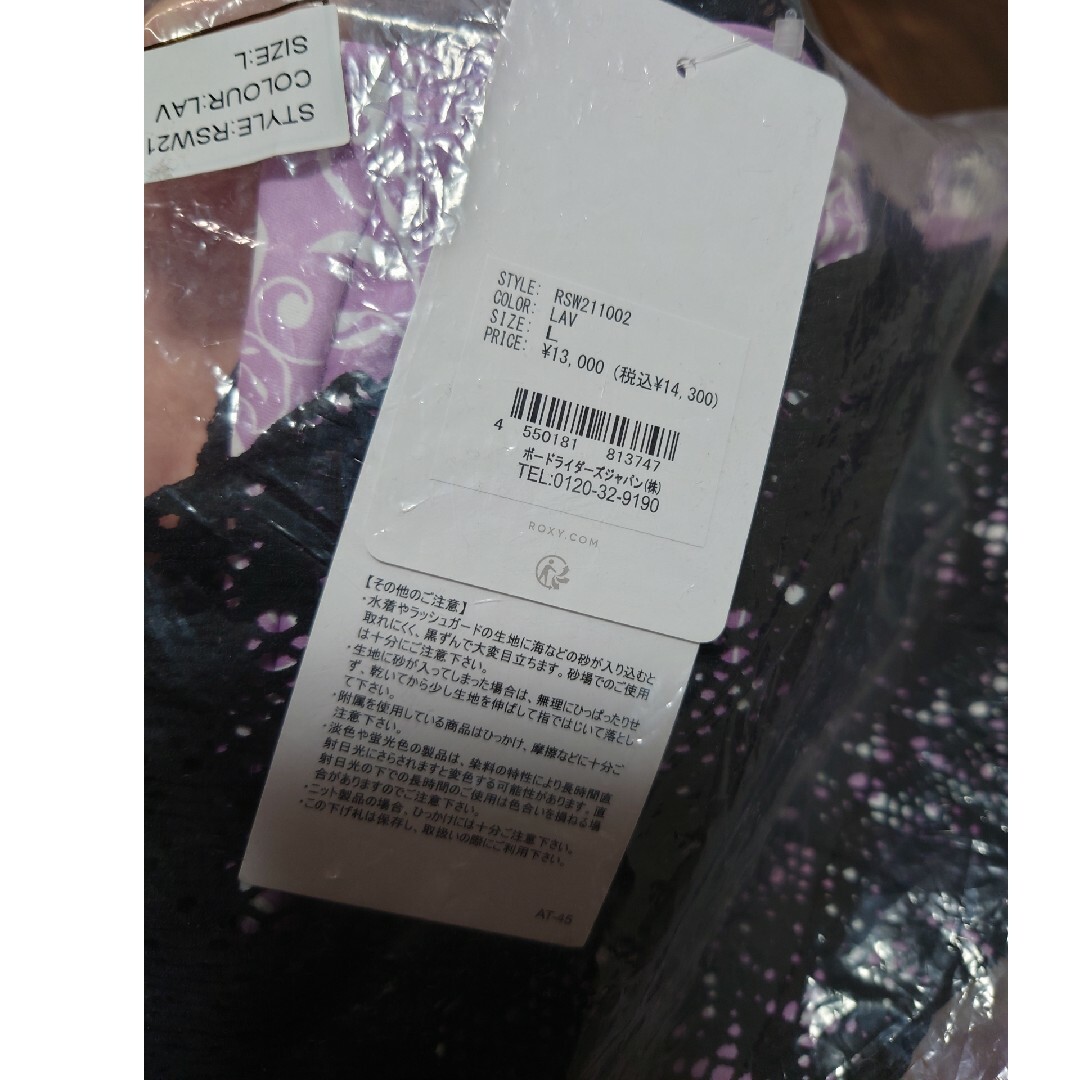 STYLE:RSW21
COLOUR:LAV
SIZE:L
STYLE: RSW211002
COLOR: LAV
SIZE: L
PRICE: ¥13,000 (税込¥14,300)
4 550181 813747
ボードライダーズジャパン(株)
TEL:0120-32-9190
ROXY.COM
【その他のご注意】
・水着やラッシュガードの生地に海などの砂が入り込むと
取れにくく、黒ずんで大変目立ちます。砂場でのご使用
は十分にご注意下さい。
・生地に砂が入ってしまった場合は、無理にひっぱったりせ
ず、乾いてから少し生地を伸ばして指ではじいて落とし
て下さい。
・附属を使用している商品はひっかけ、摩擦などに十分ご
注意下さい。
・淡色や蛍光色の製品は、染料の特性により長時間直
射日光にさらされますと変色する可能性があります。直
射日光の下での長時間のご使用は色合いを損ねる場
合がありますのでご注意下さい。
・ニット製品の場合、ひっかけには十分ご注意下さい。
・この下げ札は保存し、取扱いの際にご利用下さい。
AT-45